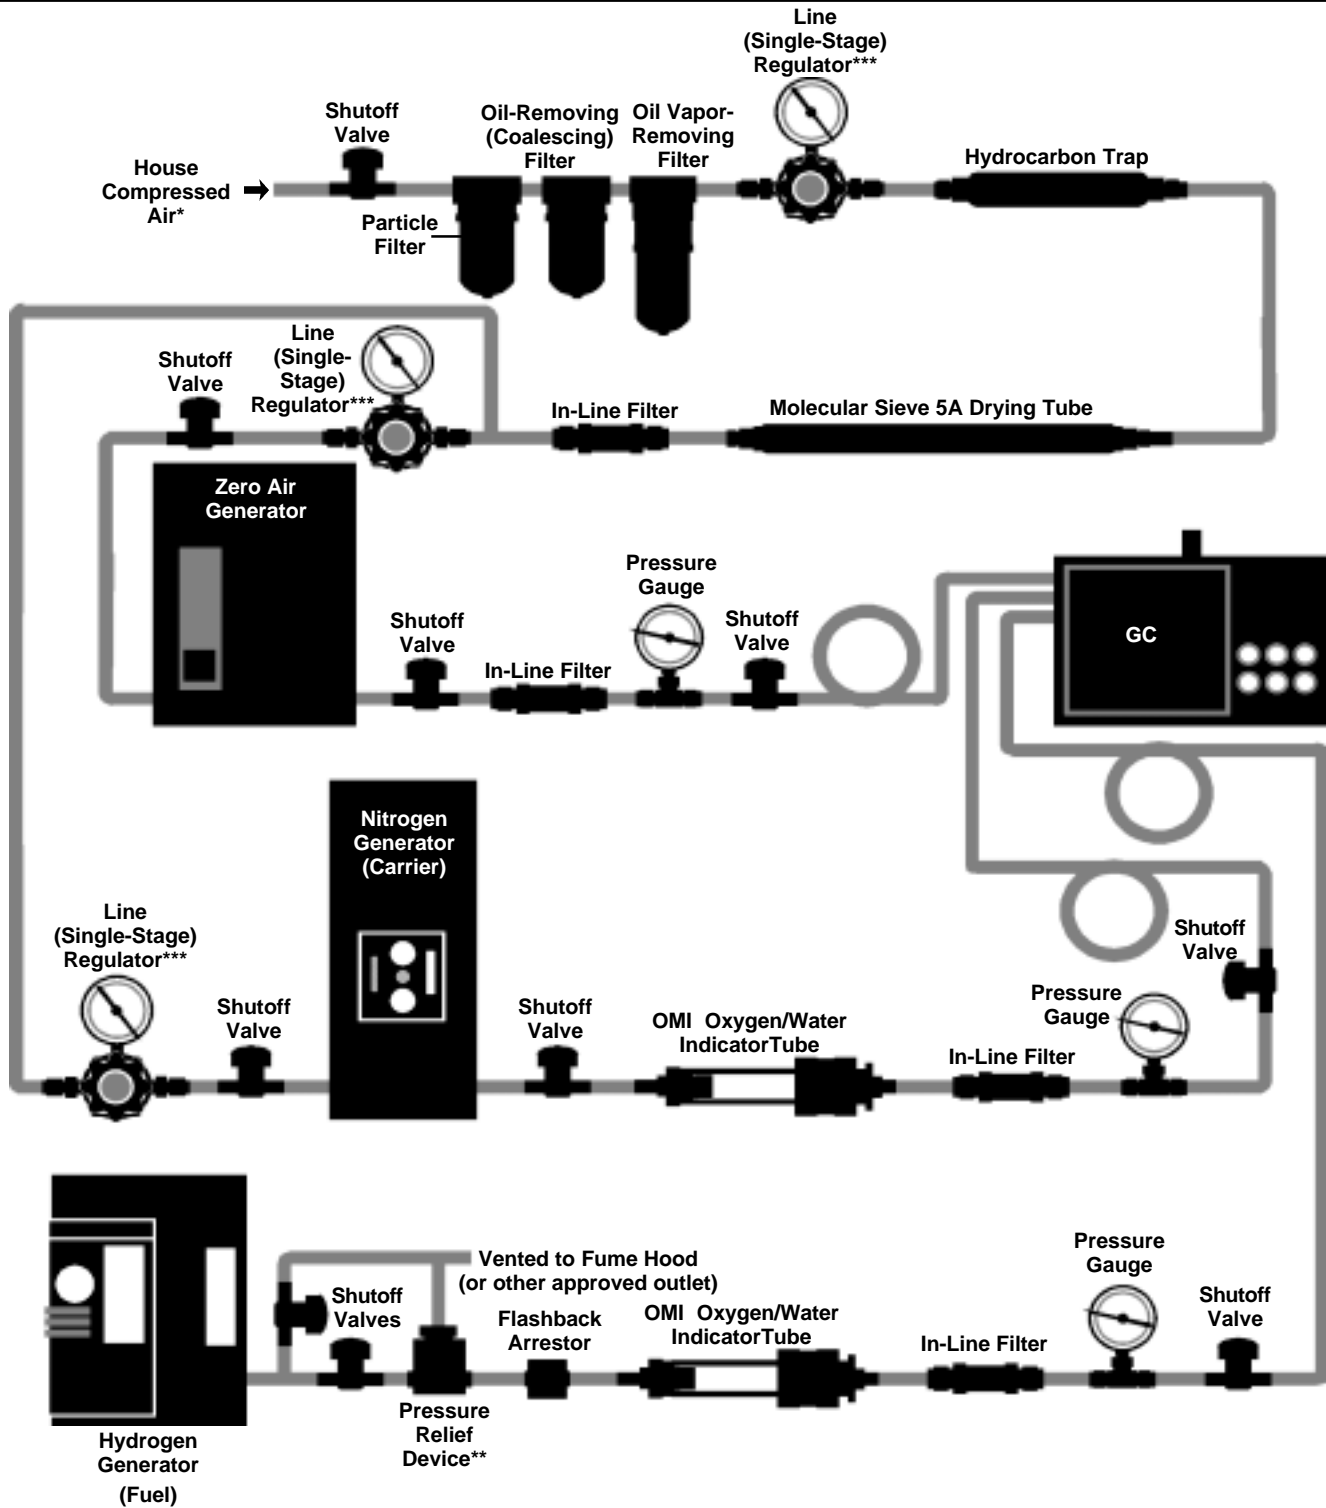 Line
(Single-Stage)
Regulator***
Shutoff
Valve
Oil-Removing
(Coalescing)
Filter
Oil Vapor-
Removing
Filter
House
Compressed
Air*
Hydrocarbon Trap
Particle
Filter
Line
(Single-
Stage)
Regulator***
Shutoff
Valve
In-Line Filter
Molecular Sieve 5A Drying Tube
Zero Air
Generator
Pressure
Gauge
Shutoff
Valve
Shutoff
Valve
In-Line Filter
GC
Nitrogen
Generator
(Carrier)
Line
(Single-Stage)
Regulator***
Shutoff
Valve
Shutoff
Valve
Shutoff
Valve
OMI Oxygen/Water
IndicatorTube
Pressure
Gauge
In-Line Filter
Vented to Fume Hood
(or other approved outlet)
Shutoff
Valves
Flashback
Arrestor
OMI Oxygen/Water
IndicatorTube
Pressure
Gauge
In-Line Filter
Shutoff
Valve
Pressure
Relief
Device**
Hydrogen
Generator
(Fuel)